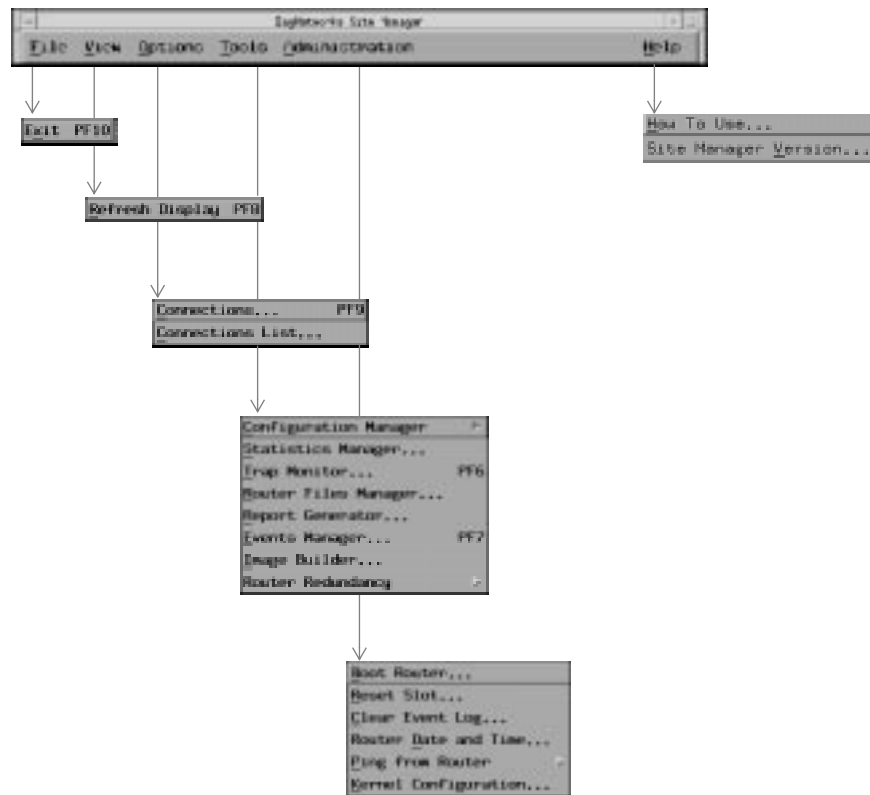 BayNetworks Site Manager
File View Options Tools Administration Help
Exit PF10
How To Use...
Site Manager Version...
Refresh Display PF8
Connections... PF9
Connections List...
Configuration Manager
Statistics Manager...
Trap Monitor... PF6
Router Files Manager...
Report Generator...
Events Manager... PF7
Image Builder...
Router Redundancy
Boot Router...
Reset Slot...
Clear Event Log...
Router Date and Time...
Ping from Router
Kernel Configuration...